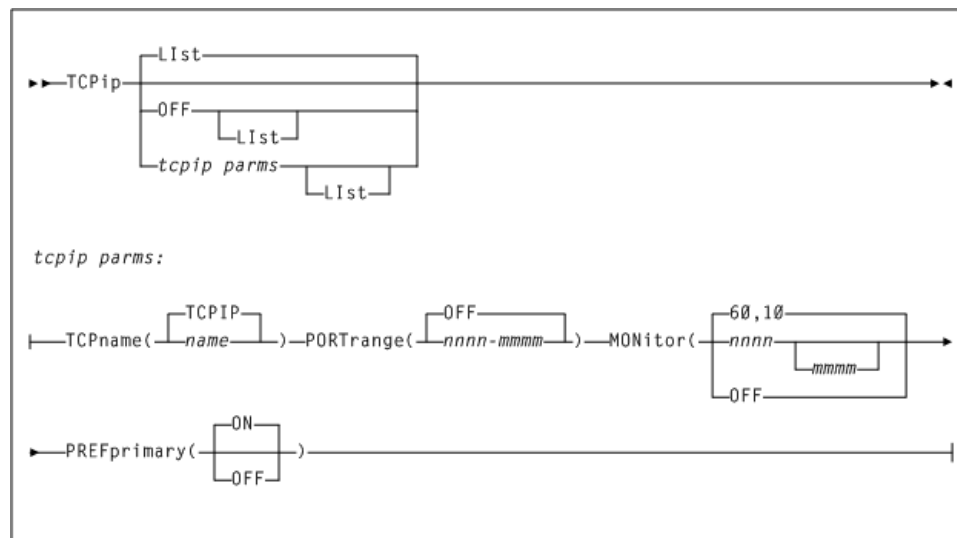 LIst
TCPip
OFF
LIst
tcpip parms
LIst
tcpip parms:
TCPIP OFF 60,10
TCPname( name )—PORTrange( nnnn-mmmm )—MONitor( nnnn
mmmm
OFF
ON
PREFprimary( )
OFF